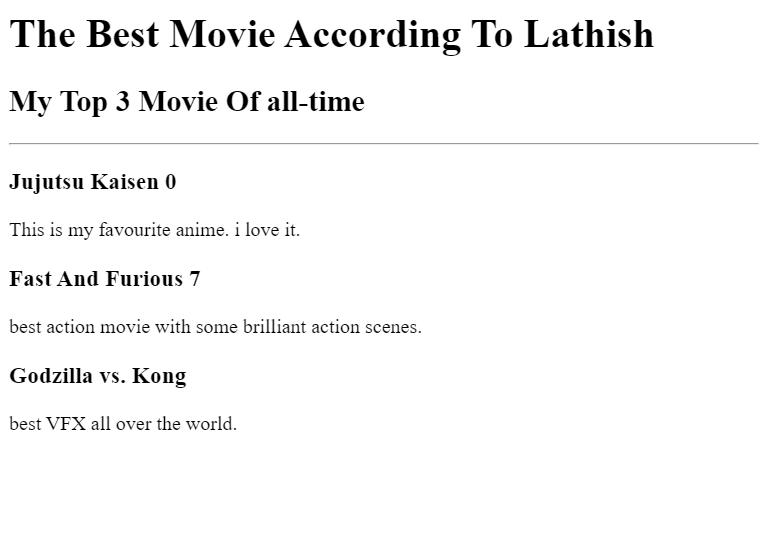 The Best Movie According To Lathish
My Top 3 Movie Of all-time
Jujutsu Kaisen 0
This is my favourite anime. i love it.
Fast And Furious 7
best action movie with some brilliant action scenes.
Godzilla vs. Kong
best VFX all over the world.